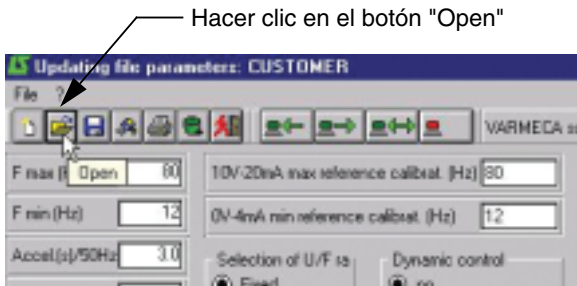 Hacer clic en el botón "Open"
Updating file parameters: CUSTOMER
File ?
VARMECA
F max Open 80 10V-20mA max reference calibrat. (Hz) 80
F min (Hz) 12 0V-4mA min reference calibrat. (Hz) 12
Accel.(s)/50Hz 3.0 Selection of U/F Dynamic control
Fixed no